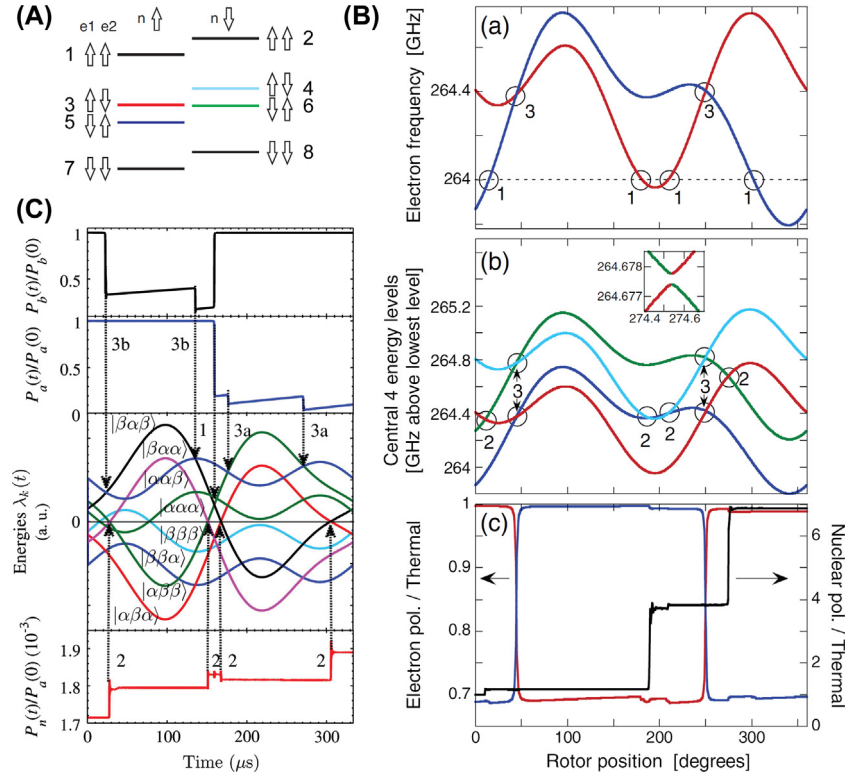 (A)
e1 e2
n ⇑
n ⇓
1 ⇑⇑
⇑⇑ 2
3 ⇑⇓
⇑⇓ 4
5 ⇓⇑
⇓⇑ 6
7 ⇓⇓
⇓⇓ 8
(B)
(a)
Electron frequency [GHz]
264.4
264
1
3
1
1
3
1
(b)
Central 4 energy levels
[GHz above lowest level]
265.2
264.8
264.4
264
264.678
264.677
274.4 274.6
2
3
2
2
3
2
(c)
Electron pol. / Thermal
1
0.9
0.8
0.7
Nuclear pol. / Thermal
6
4
2
0
0 100 200 300
Rotor position [degrees]
(C)
P_b(t)/P_b(0)
1
0.5
P_a(t)/P_a(0)
1
0.5
0
3b 3b 1 3a 3a
Energies λ_k(t)
(a. u.)
0
|βαβ⟩
|βαα⟩
|ααβ⟩
|ααα⟩
|βββ⟩
|ββα⟩
|αββ⟩
|αβα⟩
P_n(t)/P_a(0) (10⁻³)
1.9
1.8
1.7
2 2 2 2
0 100 200 300
Time (μs)